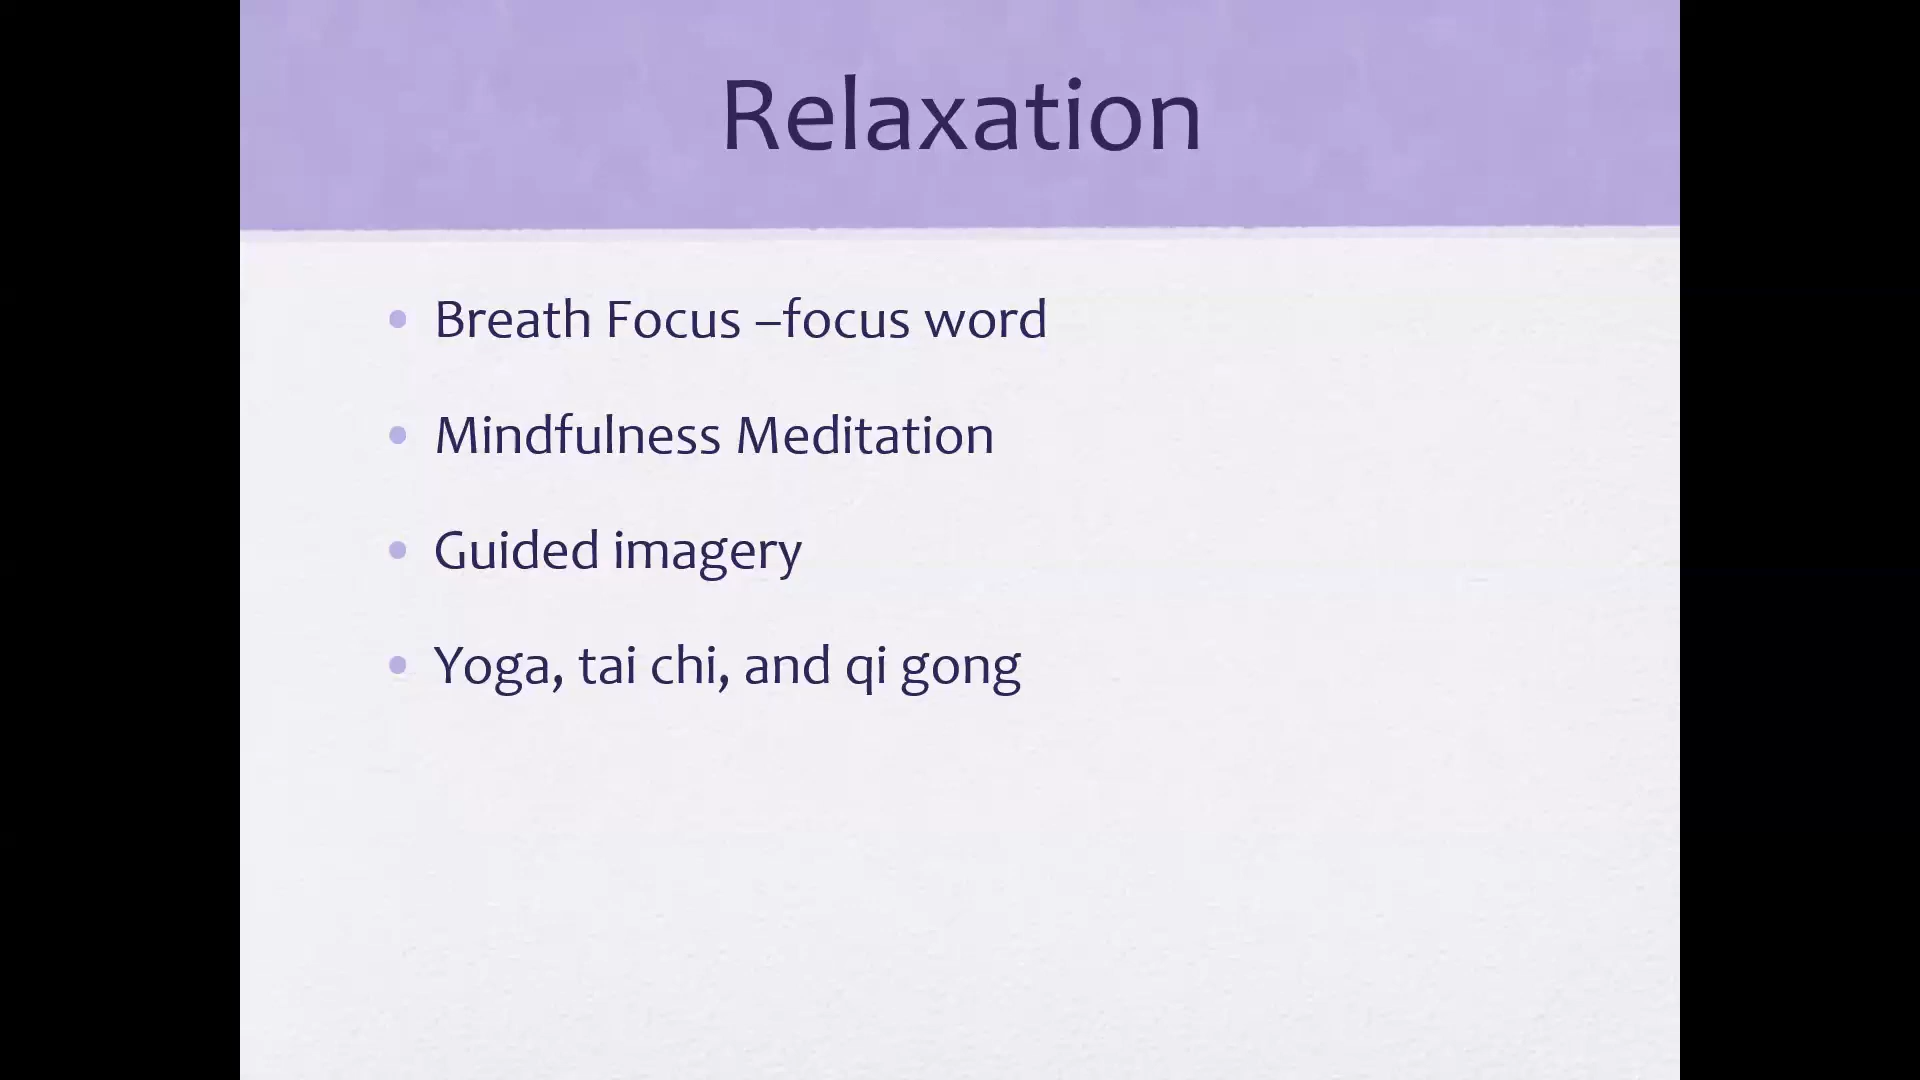 Relaxation
• Breath Focus –focus word
• Mindfulness Meditation
• Guided imagery
• Yoga, tai chi, and qi gong